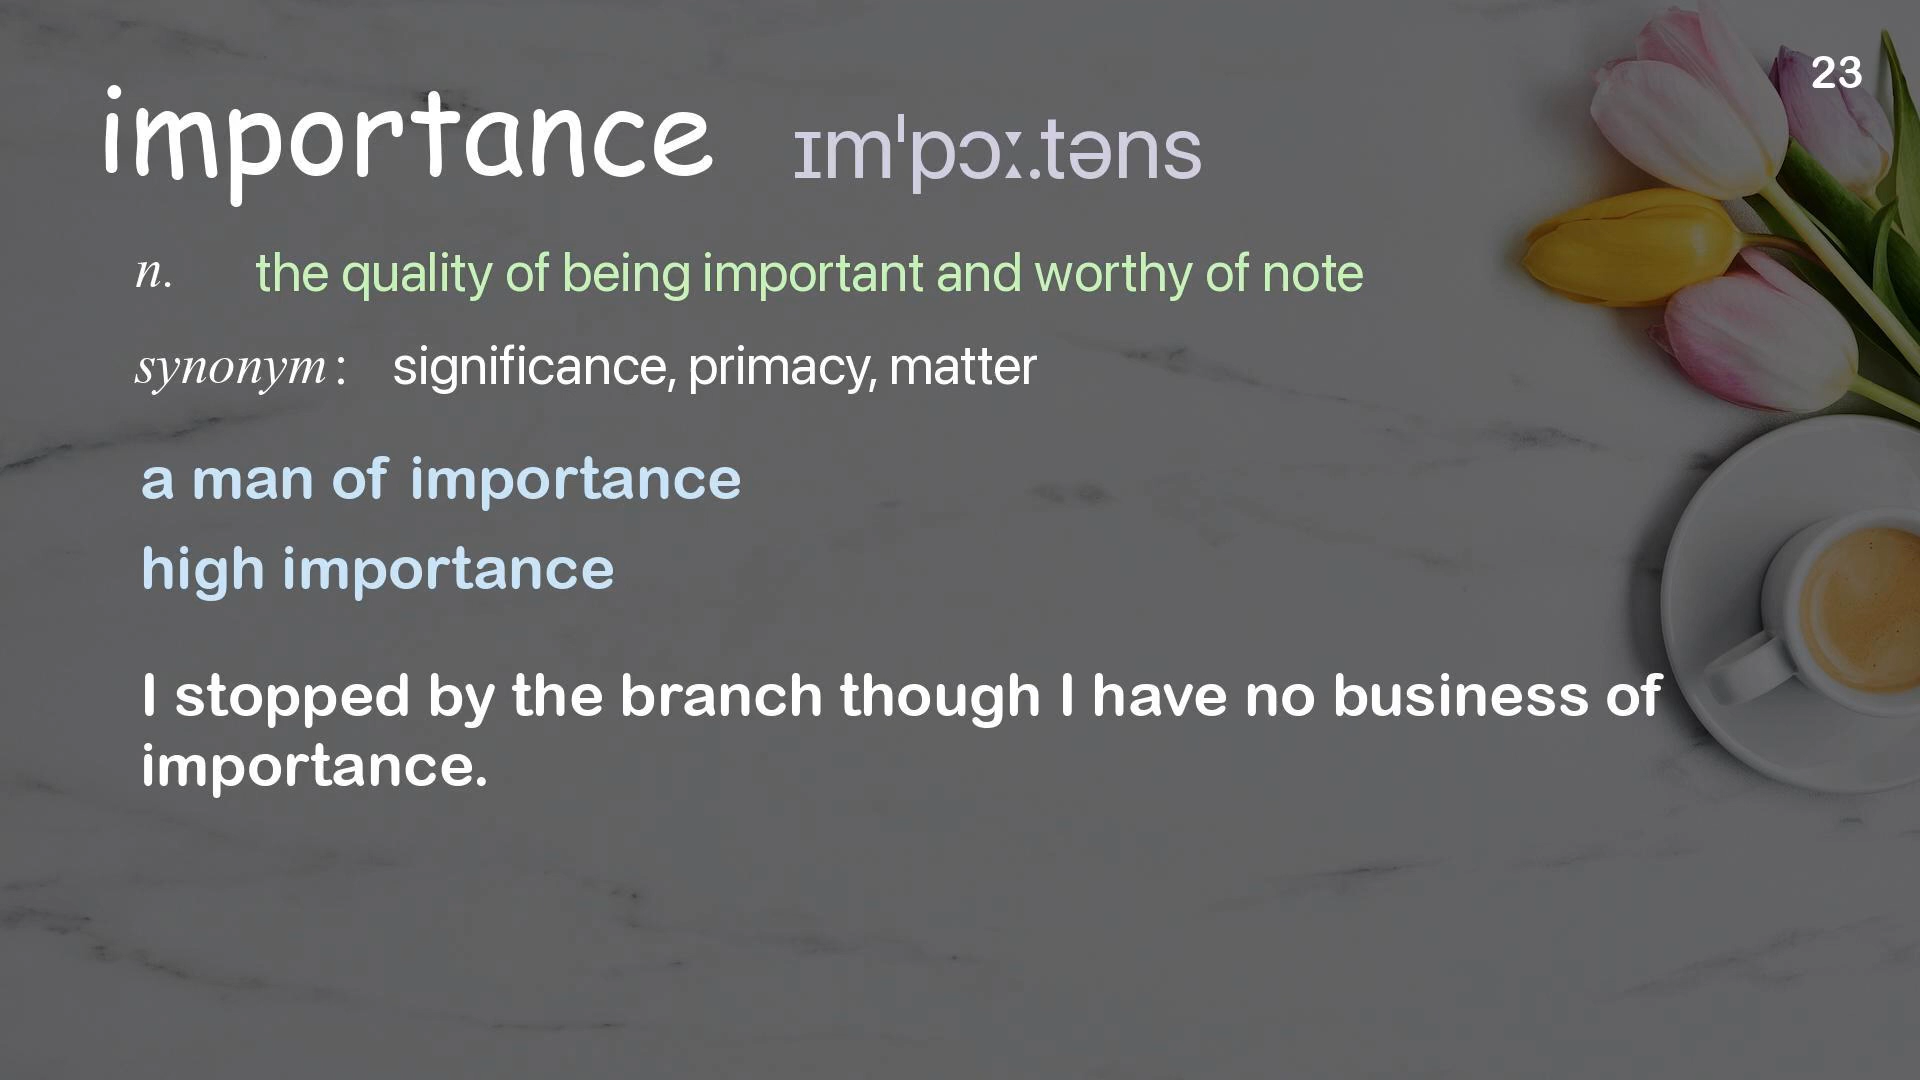 23
importance ɪmˈpɔː.təns
n. the quality of being important and worthy of note
synonym: significance, primacy, matter
a man of importance
high importance
I stopped by the branch though I have no business of
importance.